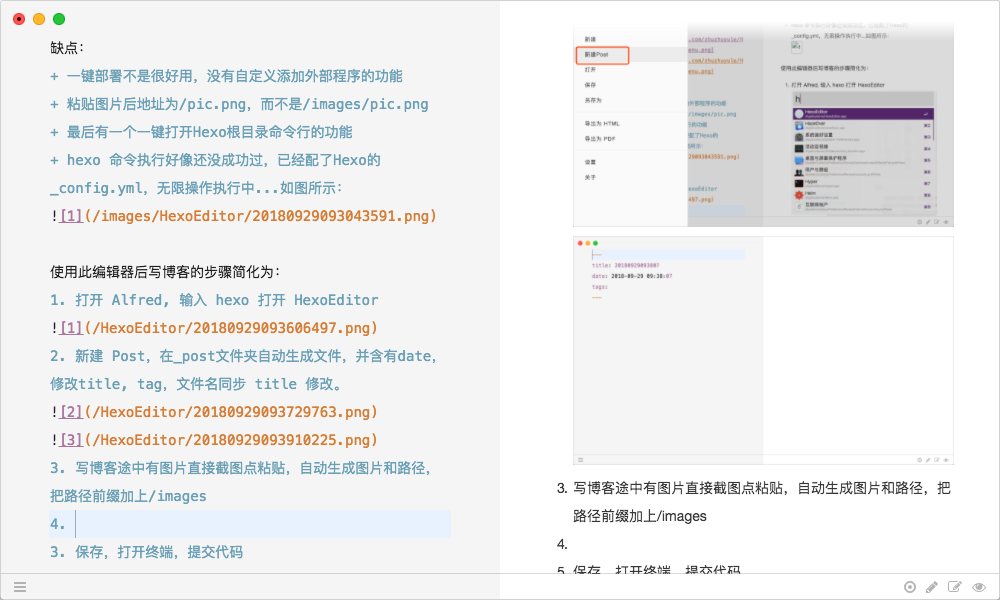 缺点：
+ 一键部署不是很好用，没有自定义添加外部程序的功能
+ 粘贴图片后地址为/pic.png，而不是/images/pic.png
+ 最后有一个一键打开Hexo根目录命令行的功能
+ hexo 命令执行好像还没成功过，已经配了Hexo的
_config.yml，无限操作执行中...如图所示：
![1](/images/HexoEditor/20180929093043591.png)
使用此编辑器后写博客的步骤简化为：
1. 打开 Alfred, 输入 hexo 打开 HexoEditor
![1](/HexoEditor/20180929093606497.png)
2. 新建 Post，在_post文件夹自动生成文件，并含有date，
修改title, tag，文件名同步 title 修改。
![2](/HexoEditor/20180929093729763.png)
![3](/HexoEditor/20180929093910225.png)
3. 写博客途中有图片直接截图点粘贴，自动生成图片和路径，
把路径前缀加上/images
4.
3. 保存，打开终端，提交代码
新建
新建Post
打开
保存
另存为
导出为 HTML
导出为 PDF
设置
关于
_config.yml，无限操作执行中...如图所示：
使用此编辑器后写博客的步骤简化为：
1. 打开 Alfred, 输入 hexo 打开 HexoEditor
h
HexoEditor
---
title: 20180929093807
date: 2018-09-29 09:38:07
tags:
---
3. 写博客途中有图片直接截图点粘贴，自动生成图片和路径，把
路径前缀加上/images
4.
5. 保存，打开终端，提交代码